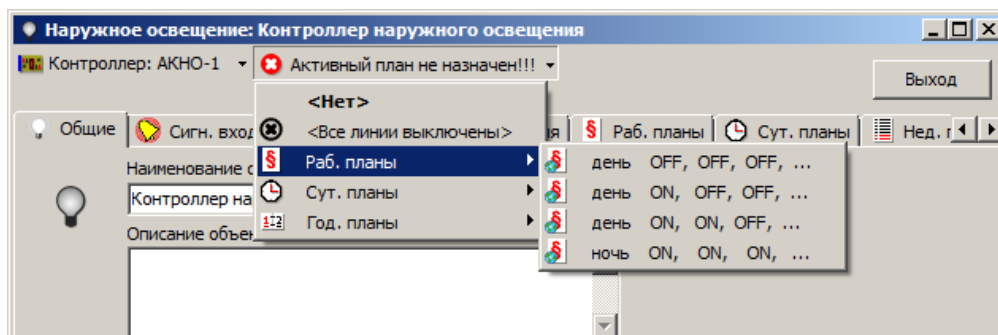 Наружное освещение: Контроллер наружного освещения
Контроллер: АКНО-1 Активный план не назначен!!!
Выход
<Нет>
Общие Сигн. вход <Все линии выключены> Раб. планы Сут. планы Нед.
Раб. планы день OFF, OFF, OFF, ...
Наименование
Сут. планы день ON, OFF, OFF, ...
Контроллер на
Год. планы день ON, ON, OFF, ...
Описание объек
ночь ON, ON, ON, ...